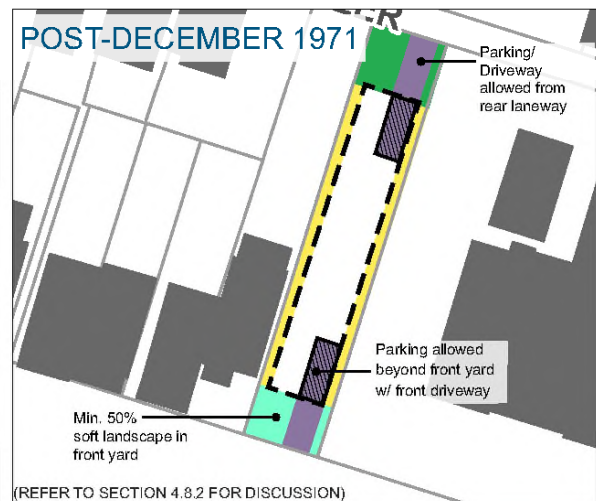 POST-DECEMBER 1971
Parking/
Driveway
allowed from
rear laneway
Parking allowed
beyond front yard
w/ front driveway
Min. 50%
soft landscape in
front yard
(REFER TO SECTION 4.8.2 FOR DISCUSSION)